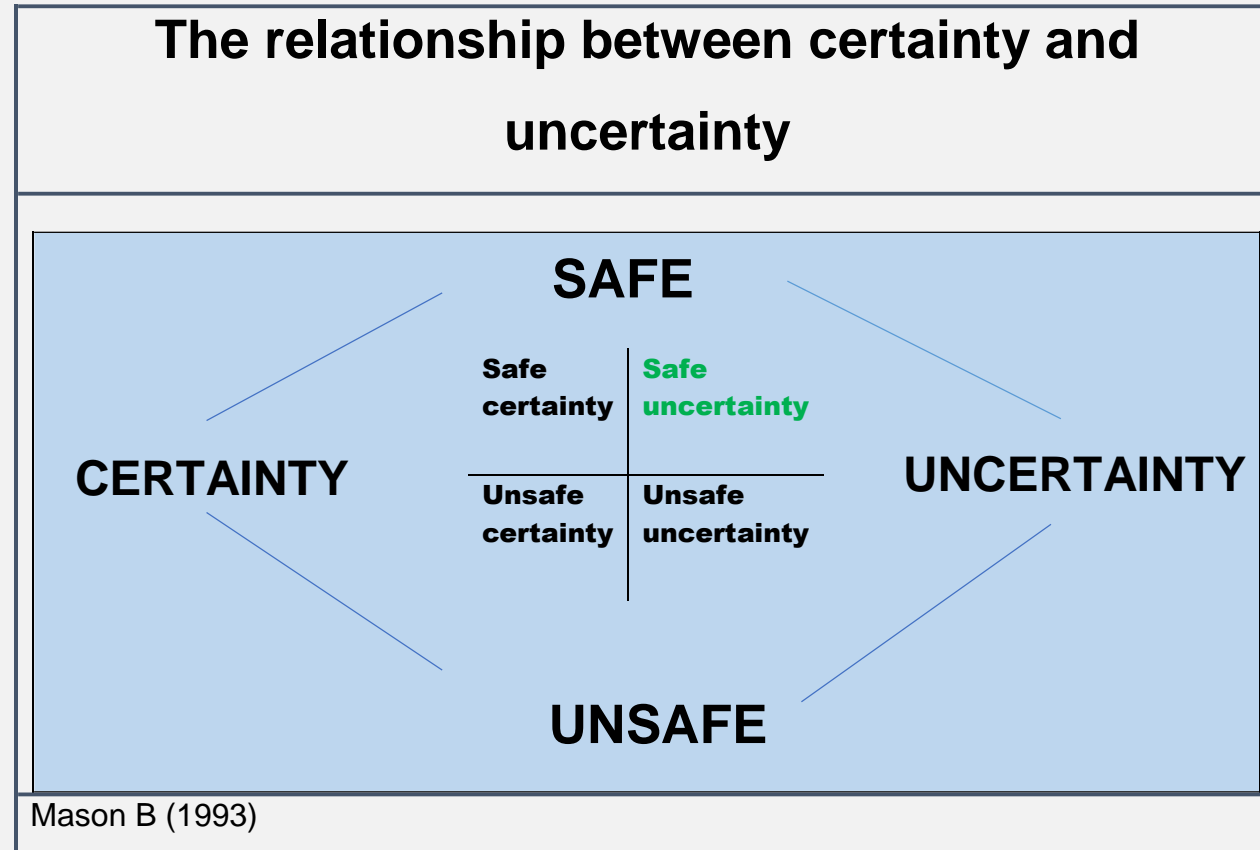 The relationship between certainty and
uncertainty
SAFE
Safe
certainty
Safe
uncertainty
CERTAINTY
UNCERTAINTY
Unsafe
certainty
Unsafe
uncertainty
UNSAFE
Mason B (1993)